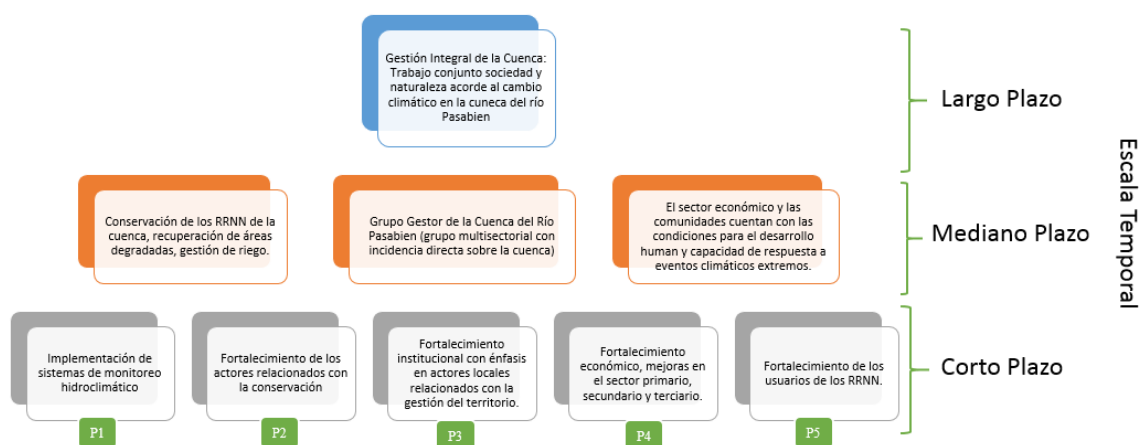 Gestión Integral de la Cuenca:
Trabajo conjunto sociedad y
naturaleza acorde al cambio
climático en la cuneca del río
Pasabien
Largo Plazo
Conservación de los RRNN de la
cuenca, recuperación de áreas
degradadas, gestión de riego.
Grupo Gestor de la Cuenca del Río
Pasabien (grupo multisectorial con
incidencia directa sobre la cuenca)
El sector económico y las
comunidades cuentan con las
condiciones para el desarrollo
human y capacidad de respuesta a
eventos climáticos extremos.
Mediano Plazo
Escala Temporal
Implementación de
sistemas de monitoreo
hidroclimático
Fortalecimiento de los
actores relacionados con
la conservación
Fortalecimiento
institucional con énfasis
en actores locales
relacionados con la
gestión del territorio.
Fortalecimiento
económico, mejoras en
el sector primario,
secundario y terciario.
Fortalecimiento de los
usuarios de los RRNN.
Corto Plazo
P1
P2
P3
P4
P5